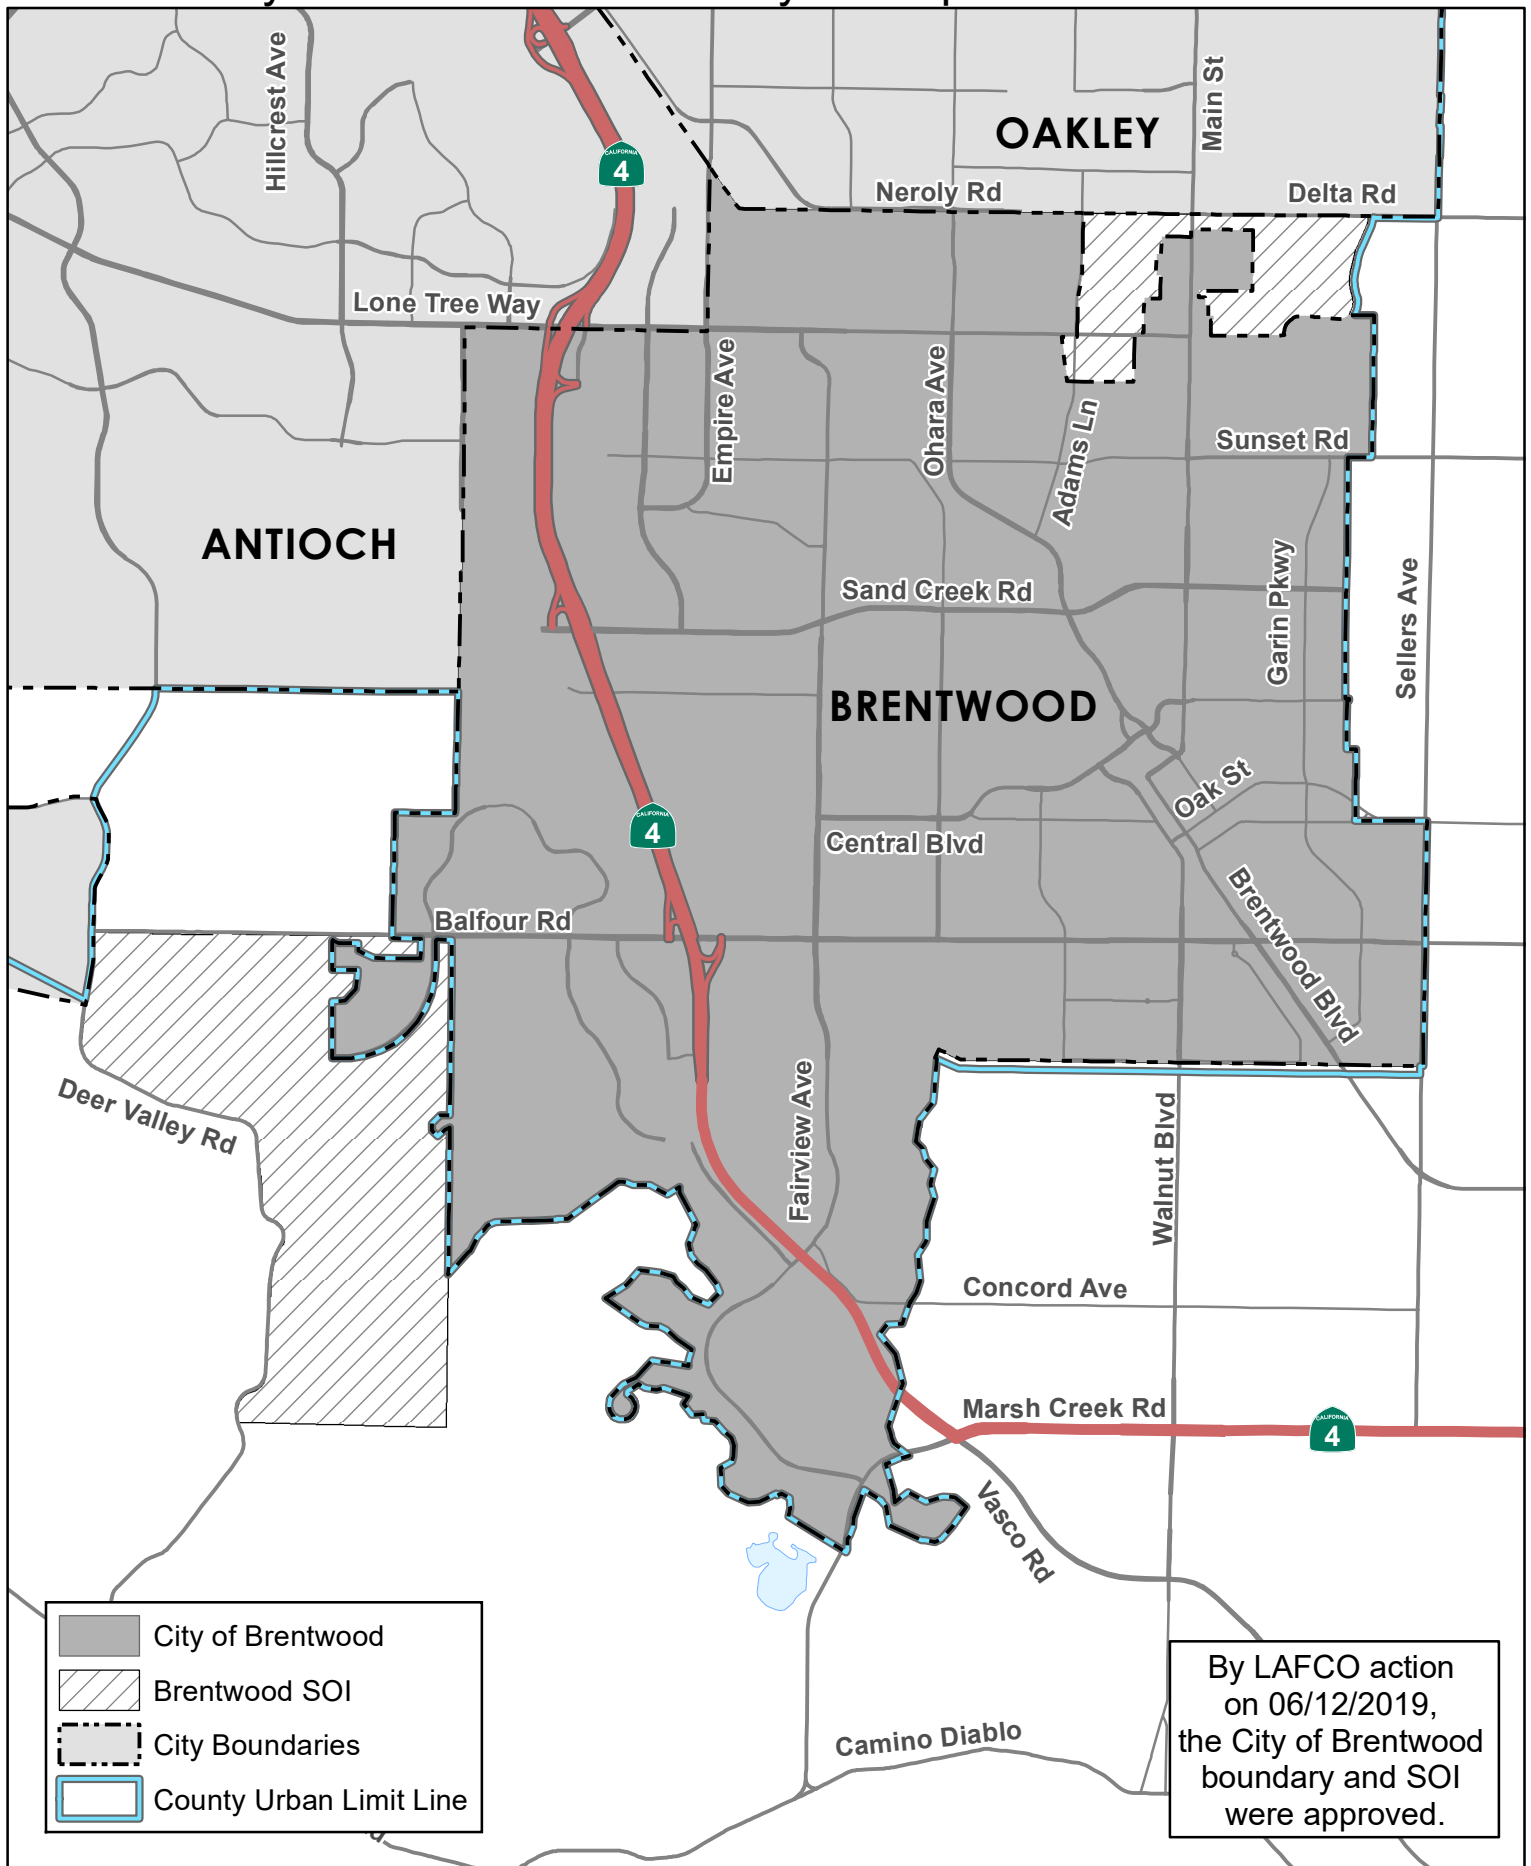 Hillcrest Ave
Main St
OAKLEY
CALIFORNIA
4
Neroly Rd
Delta Rd
Lone Tree Way
Empire Ave
Ohara Ave
Adams Ln
Sunset Rd
ANTIOCH
Sand Creek Rd
Garin Pkwy
Sellers Ave
BRENTWOOD
Oak St
CALIFORNIA
4
Central Blvd
Balfour Rd
Brentwood Blvd
Deer Valley Rd
Fairview Ave
Walnut Blvd
Concord Ave
Marsh Creek Rd
CALIFORNIA
4
Vasco Rd
Camino Diablo
City of Brentwood
Brentwood SOI
City Boundaries
County Urban Limit Line
By LAFCO action
on 06/12/2019,
the City of Brentwood
boundary and SOI
were approved.